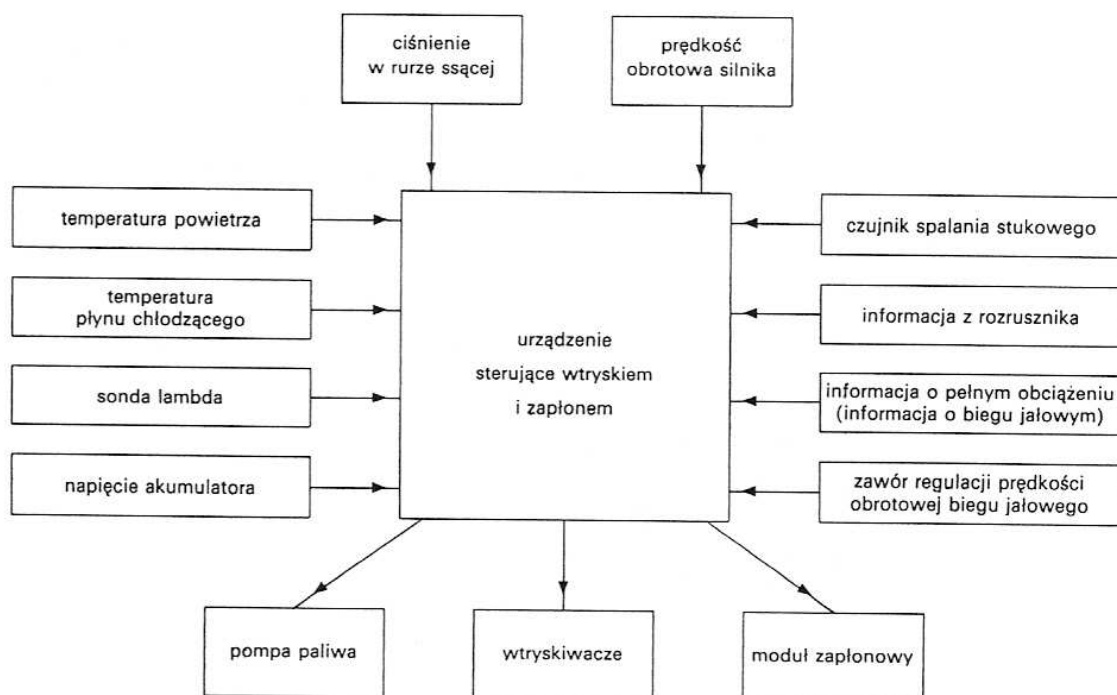 ciśnienie
w rurze ssącej
prędkość
obrotowa silnika
temperatura powietrza
czujnik spalania stukowego
temperatura
płynu chłodzącego
informacja z rozrusznika
urządzenie
sterujące wtryskiem
i zapłonem
sonda lambda
informacja o pełnym obciążeniu
(informacja o biegu jałowym)
napięcie akumulatora
zawór regulacji prędkości
obrotowej biegu jałowego
pompa paliwa
wtryskiwacze
moduł zapłonowy